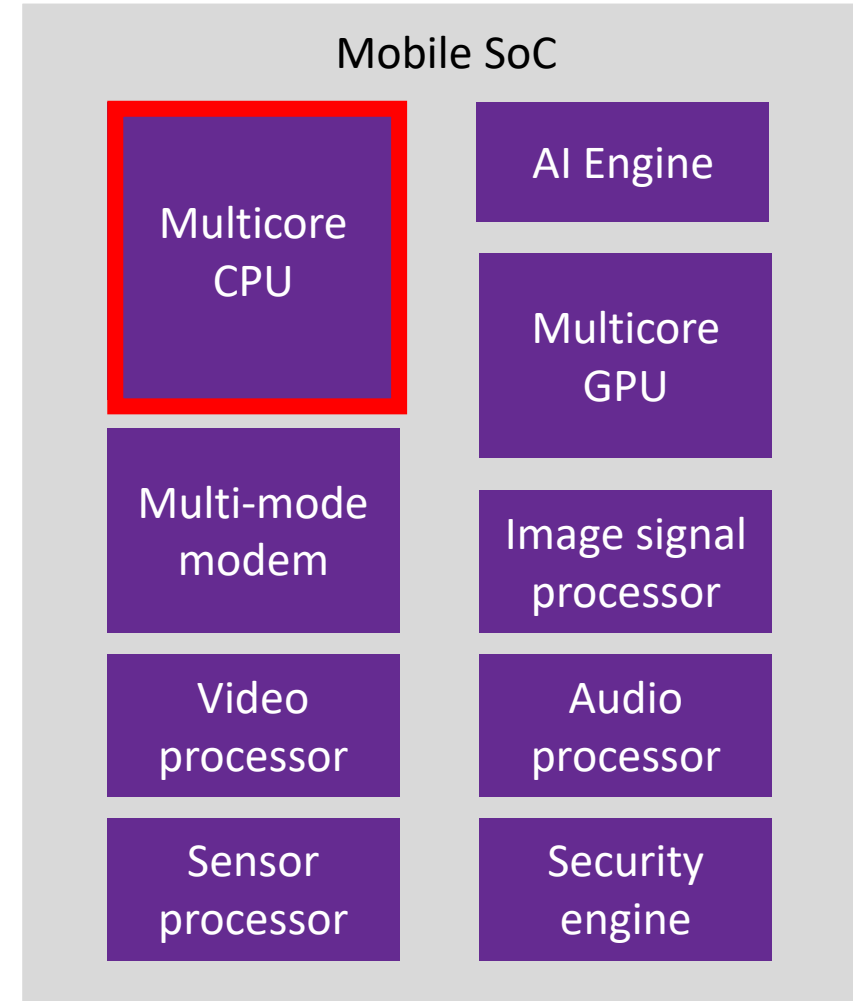 Mobile SoC
Multicore
CPU
AI Engine
Multicore
GPU
Multi-mode
modem
Image signal
processor
Video
processor
Audio
processor
Sensor
processor
Security
engine